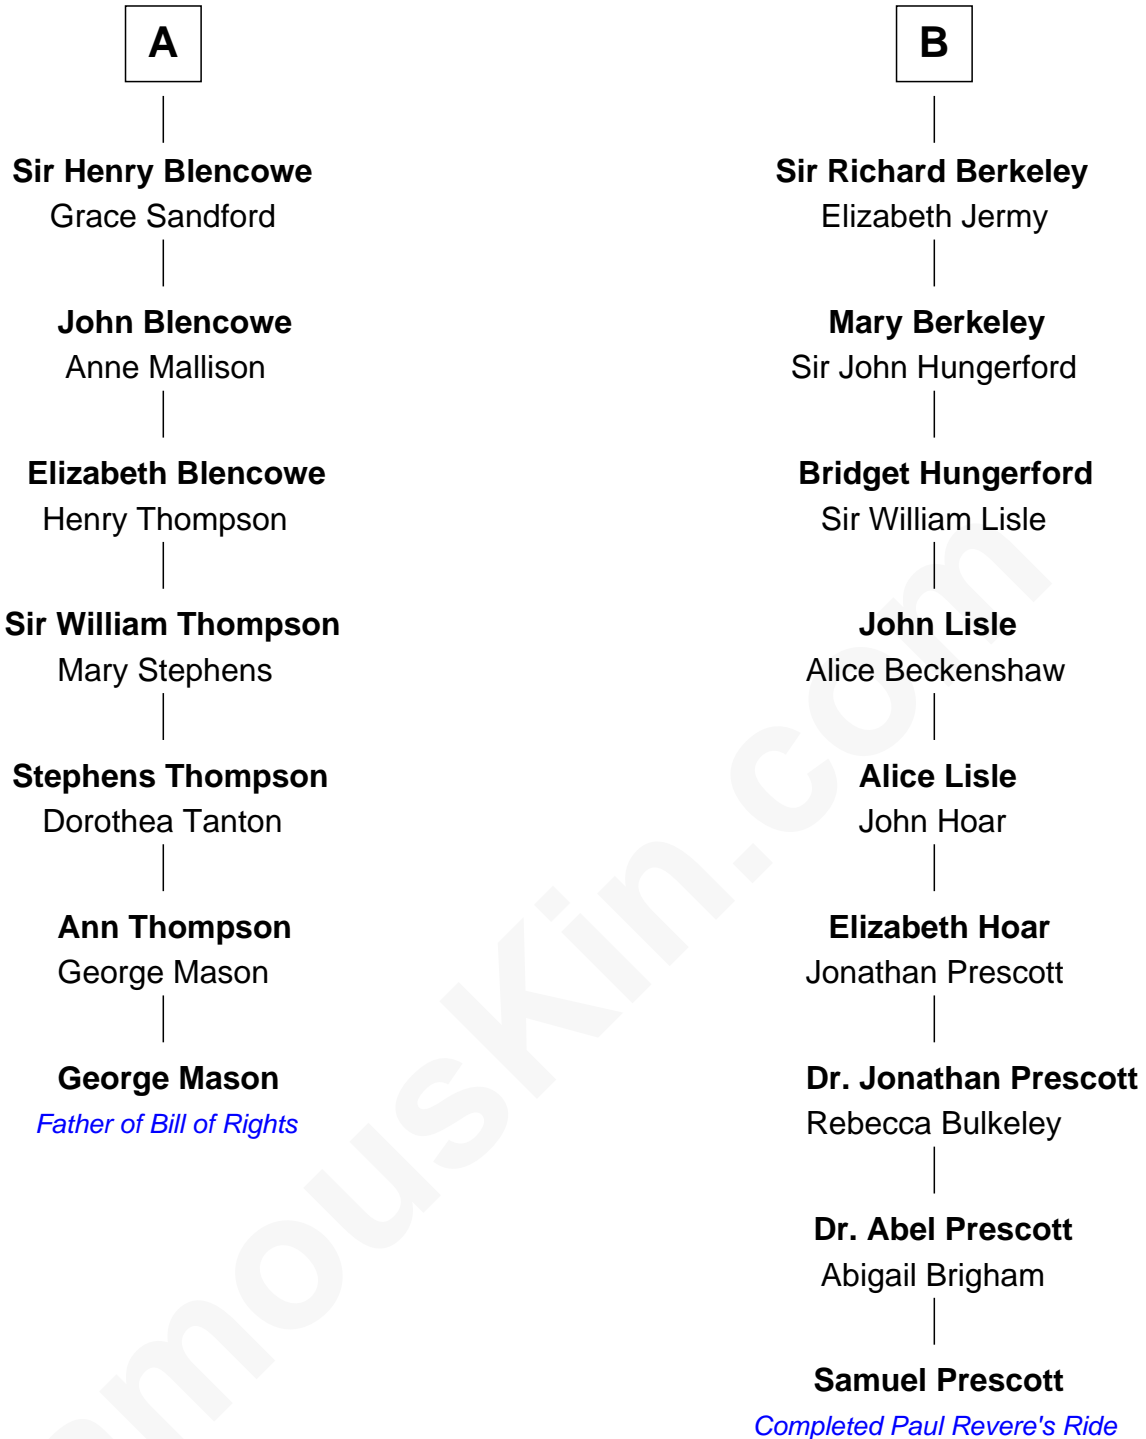 A
Sir Henry Blencowe
Grace Sandford
John Blencowe
Anne Mallison
Elizabeth Blencowe
Henry Thompson
Sir William Thompson
Mary Stephens
Stephens Thompson
Dorothea Tanton
Ann Thompson
George Mason
George Mason
Father of Bill of Rights
B
Sir Richard Berkeley
Elizabeth Jermy
Mary Berkeley
Sir John Hungerford
Bridget Hungerford
Sir William Lisle
John Lisle
Alice Beckenshaw
Alice Lisle
John Hoar
Elizabeth Hoar
Jonathan Prescott
Dr. Jonathan Prescott
Rebecca Bulkeley
Dr. Abel Prescott
Abigail Brigham
Samuel Prescott
Completed Paul Revere's Ride
amouskin.com